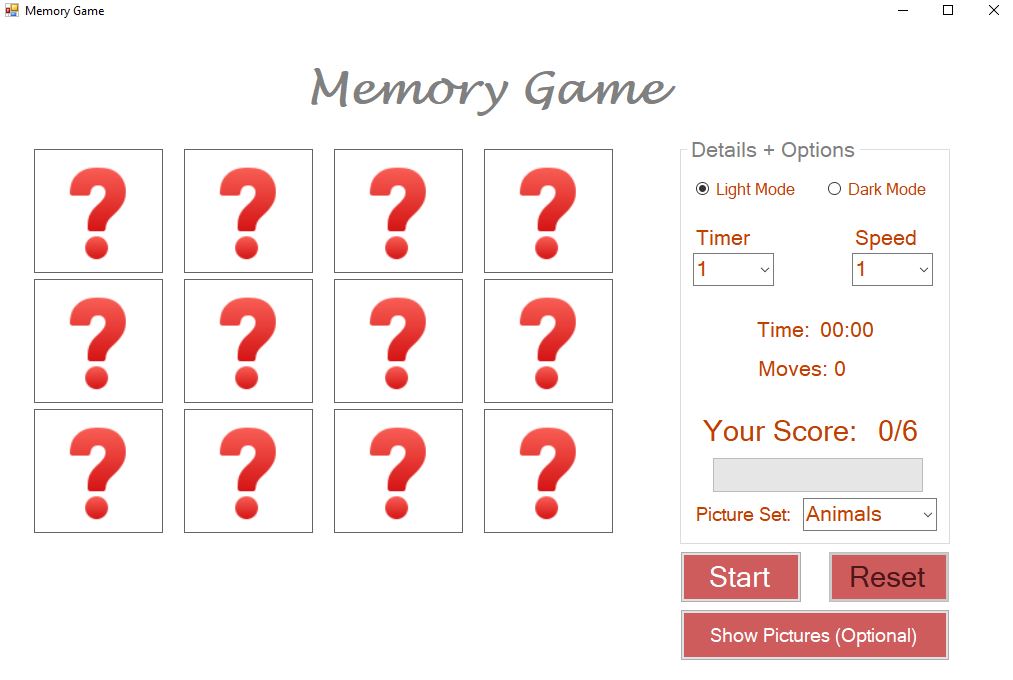 Memory Game
Memory Game
? ? ? ?
? ? ? ?
? ? ? ?
Details + Options
Light Mode Dark Mode
Timer Speed
1 1
Time: 00:00
Moves: 0
Your Score: 0/6
Picture Set: Animals
Start Reset
Show Pictures (Optional)